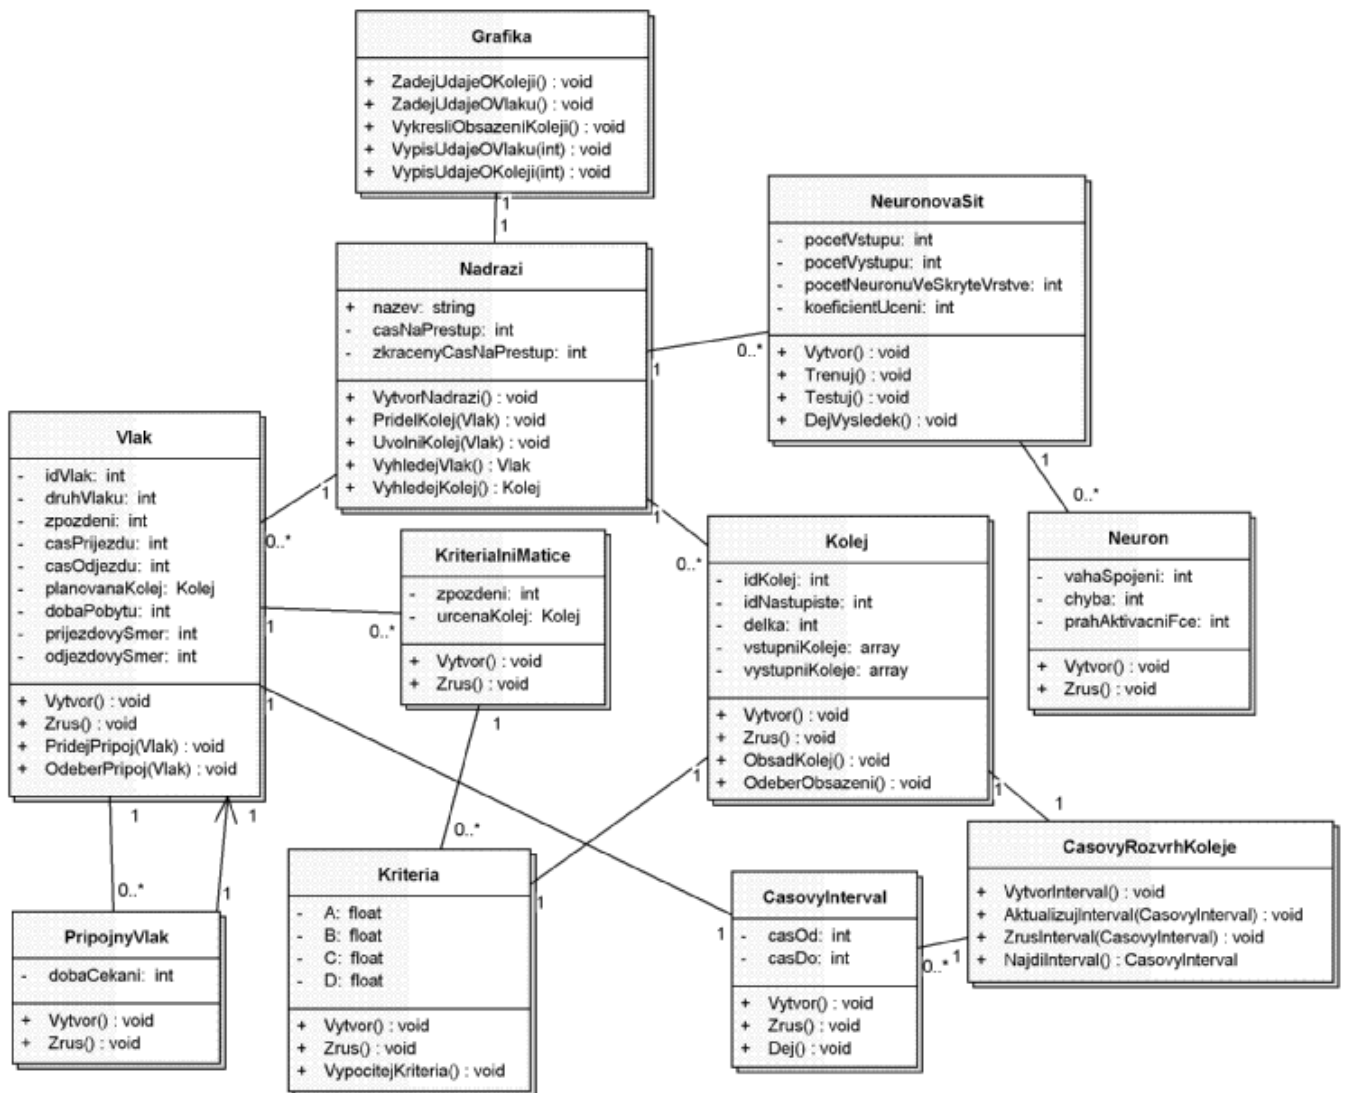 Grafika
+ ZadejUdajeOKoleji() : void
+ ZadejUdajeOVlaku() : void
+ VykresliObsazeniKoleji() : void
+ VypisUdajeOVlaku(int) : void
+ VypisUdajeOKoleji(int) : void
1
1
Nadrazi
+ nazev: string
- casNaPrestup: int
- zkracenyCasNaPrestup: int
+ VytvorNadrazi() : void
+ PridelKolej(Vlak) : void
+ UvolniKolej(Vlak) : void
+ VyhledejVlak() : Vlak
+ VyhledejKolej() : Kolej
1
0..*
NeuronovaSit
- pocetVstupu: int
- pocetVystupu: int
- pocetNeuronuVeSkryteVrstve: int
- koeficientUceni: int
+ Vytvor() : void
+ Trenuj() : void
+ Testuj() : void
+ DejVysledek() : void
1
0..*
Neuron
- vahaSpojeni: int
- chyba: int
- prahAktivacniFce: int
+ Vytvor() : void
+ Zrus() : void
1
0..*
Vlak
- idVlak: int
- druhVlaku: int
- zpozdeni: int
- casPrijezdu: int
- casOdjezdu: int
- planovanaKolej: Kolej
- dobaPobytu: int
- prijezdovySmer: int
- odjezdovySmer: int
+ Vytvor() : void
+ Zrus() : void
+ PridejPripoj(Vlak) : void
+ OdeberPripoj(Vlak) : void
1
0..*
KriterialniMatice
- zpozdeni: int
- urcenaKolej: Kolej
+ Vytvor() : void
+ Zrus() : void
1
0..*
1
0..*
Kolej
- idKolej: int
- idNastupiste: int
- delka: int
- vstupniKoleje: array
- vystupniKoleje: array
+ Vytvor() : void
+ Zrus() : void
+ ObsadKolej() : void
+ OdeberObsazeni() : void
1
1
1
1
1
1
1
0..*
1
1
PripojnyVlak
- dobaCekani: int
+ Vytvor() : void
+ Zrus() : void
Kriteria
- A: float
- B: float
- C: float
- D: float
+ Vytvor() : void
+ Zrus() : void
+ VypocitejKriteria() : void
CasovyInterval
- casOd: int
- casDo: int
+ Vytvor() : void
+ Zrus() : void
+ Dej() : void
0..*
1
CasovyRozvrhKoleje
+ VytvorInterval() : void
+ AktualizujInterval(CasovyInterval) : void
+ ZrusInterval(CasovyInterval) : void
+ NajdiInterval() : CasovyInterval